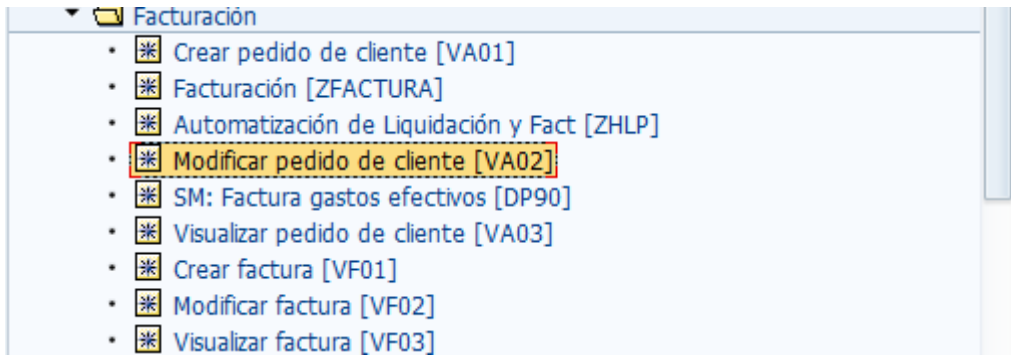 Facturación
Crear pedido de cliente [VA01]
Facturación [ZFACTURA]
Automatización de Liquidación y Fact [ZHLP]
Modificar pedido de cliente [VA02]
SM: Factura gastos efectivos [DP90]
Visualizar pedido de cliente [VA03]
Crear factura [VF01]
Modificar factura [VF02]
Visualizar factura [VF03]